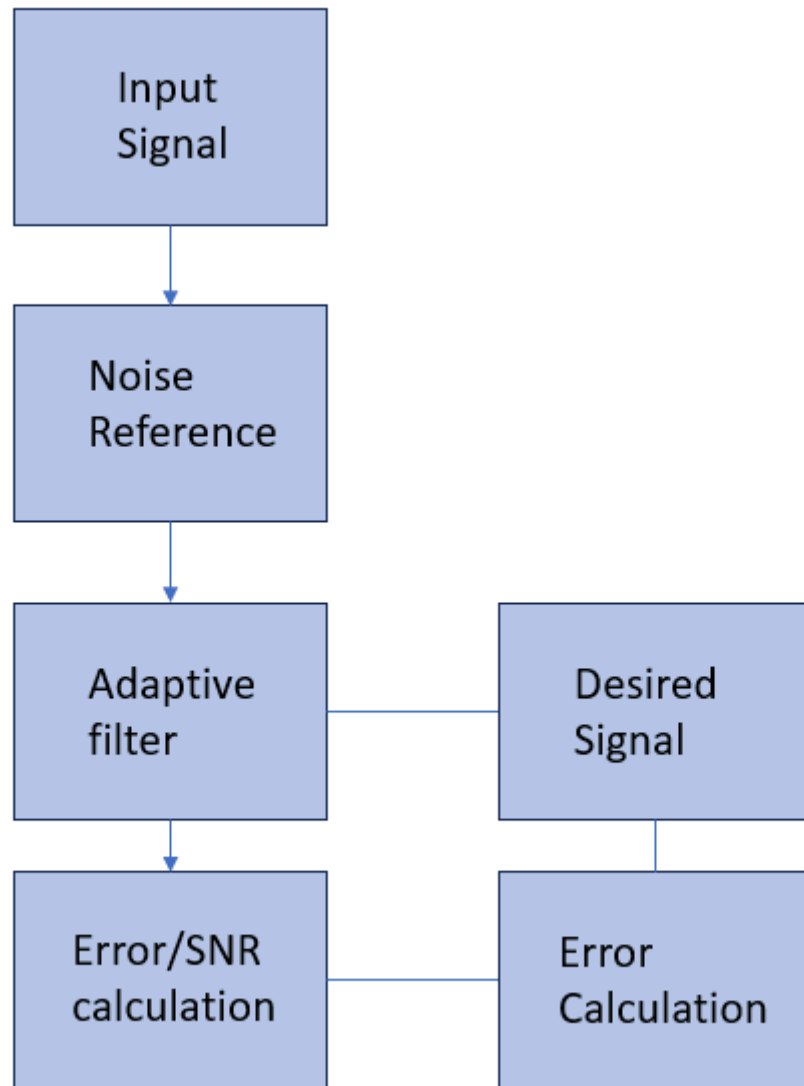 Input
Signal
Noise
Reference
Adaptive
filter
Desired
Signal
Error/SNR
calculation
Error
Calculation